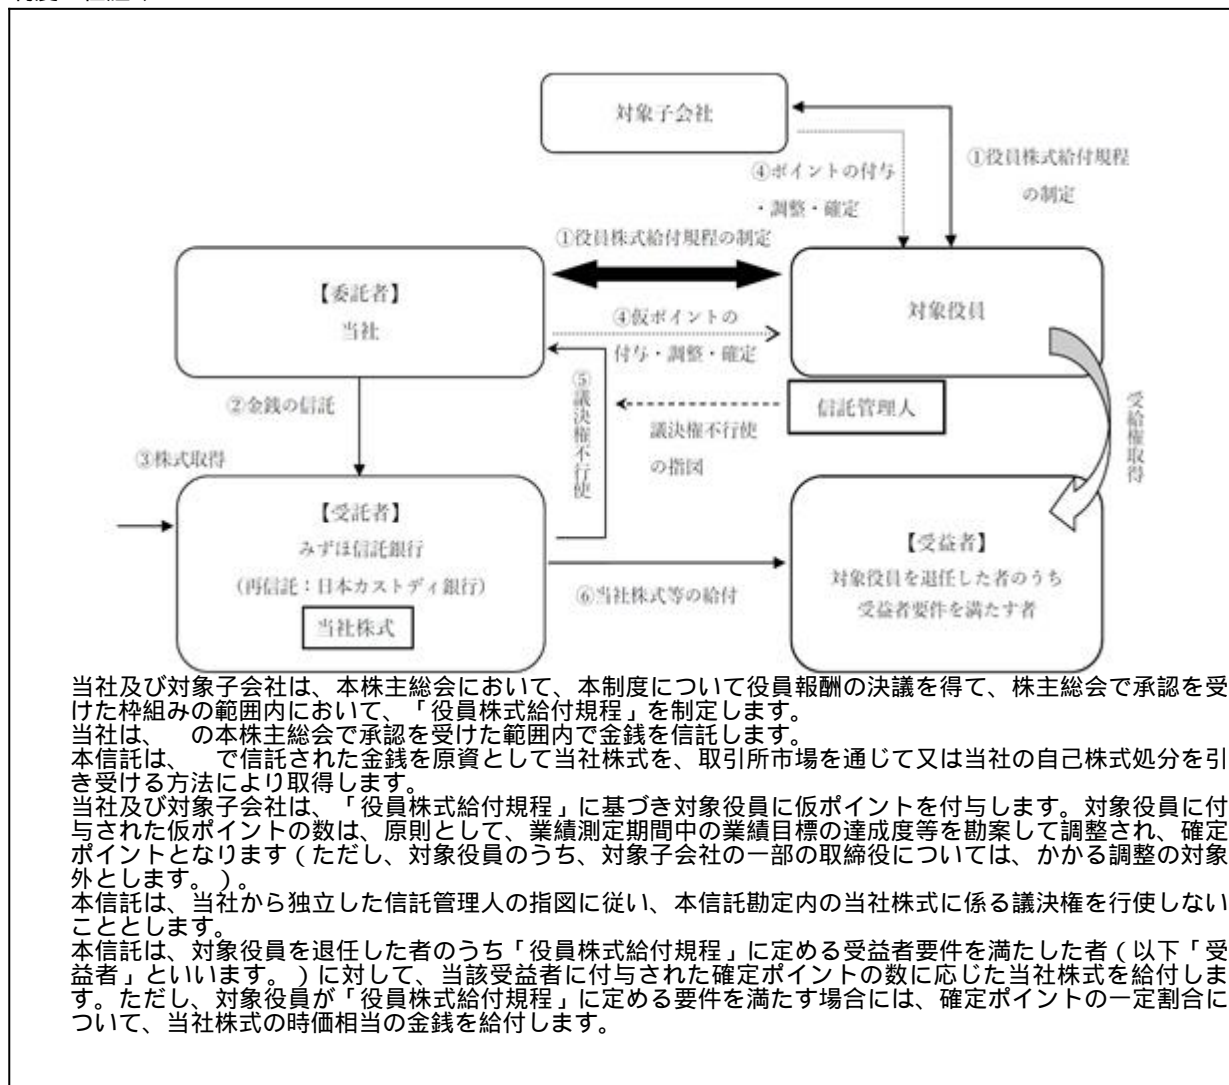 対象子会社
④ポイントの付与
・調整・確定
①役員株式給付規程
の制定
①役員株式給付規程の制定
【委託者】
当社
④仮ポイントの
付与・調整・確定
対象役員
②金銭の信託
⑤議決権不行使
議決権不行使
の指図
信託管理人
受給権取得
③株式取得
【受託者】
みずほ信託銀行
(再信託：日本カストディ銀行)
当社株式
⑥当社株式等の給付
【受益者】
対象役員を退任した者のうち
受益者要件を満たす者
当社及び対象子会社は、本株主総会において、本制度について役員報酬の決議を得て、株主総会で承認を受
けた枠組みの範囲内において、「役員株式給付規程」を制定します。
当社は、　の本株主総会で承認を受けた範囲内で金銭を信託します。
本信託は、　で信託された金銭を原資として当社株式を、取引所市場を通じて又は当社の自己株式処分を引
き受ける方法により取得します。
当社及び対象子会社は、「役員株式給付規程」に基づき対象役員に仮ポイントを付与します。対象役員に付
与された仮ポイントの数は、原則として、業績測定期間中の業績目標の達成度等を勘案して調整され、確定
ポイントとなります（ただし、対象役員のうち、対象子会社の一部の取締役については、かかる調整の対象
外とします。）。
本信託は、当社から独立した信託管理人の指図に従い、本信託勘定内の当社株式に係る議決権を行使しない
こととします。
本信託は、対象役員を退任した者のうち「役員株式給付規程」に定める受益者要件を満たした者（以下「受
益者」といいます。）に対して、当該受益者に付与された確定ポイントの数に応じた当社株式を給付しま
す。ただし、対象役員が「役員株式給付規程」に定める要件を満たす場合には、確定ポイントの一定割合に
ついて、当社株式の時価相当の金銭を給付します。